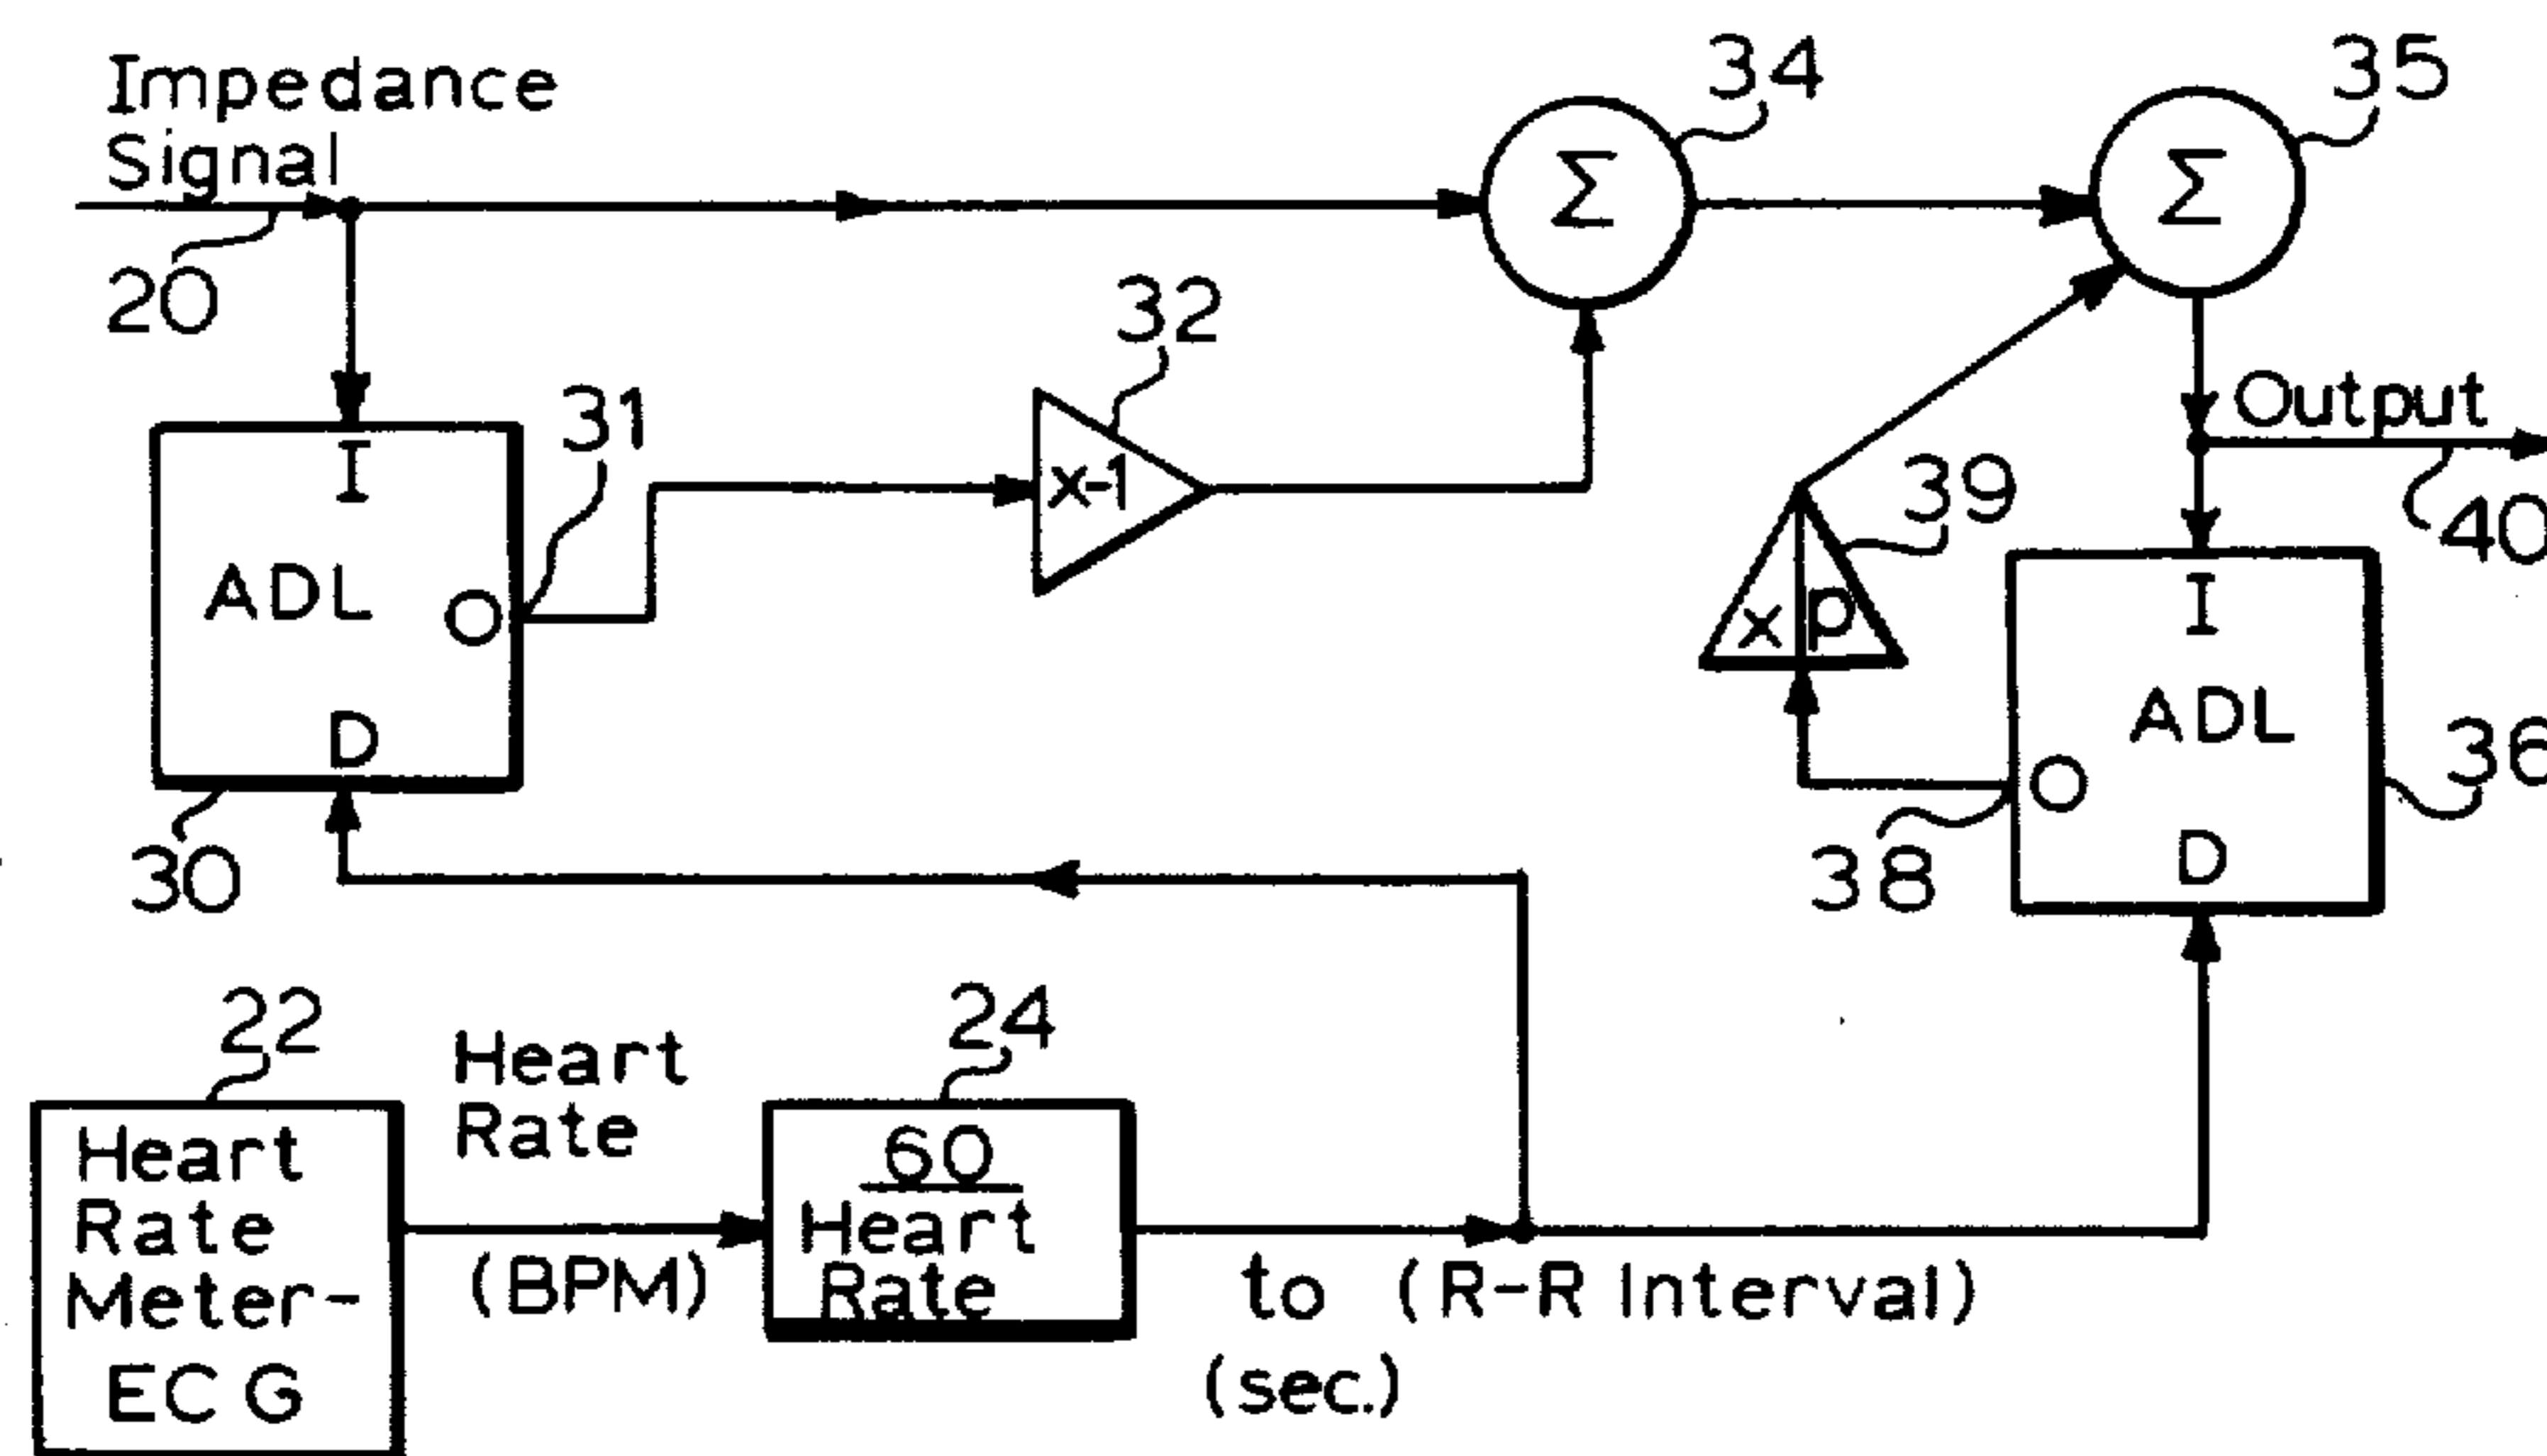 Impedance
Signal
20
34
Σ
35
Σ
32
x-1
31
I
ADL
O
D
30
Output
40
39
x p
I
ADL
O
D
36
38
22
Heart
Rate
Meter-
ECG
Heart
Rate
(BPM)
24
60
Heart
Rate
to (R-R Interval)
(sec.)